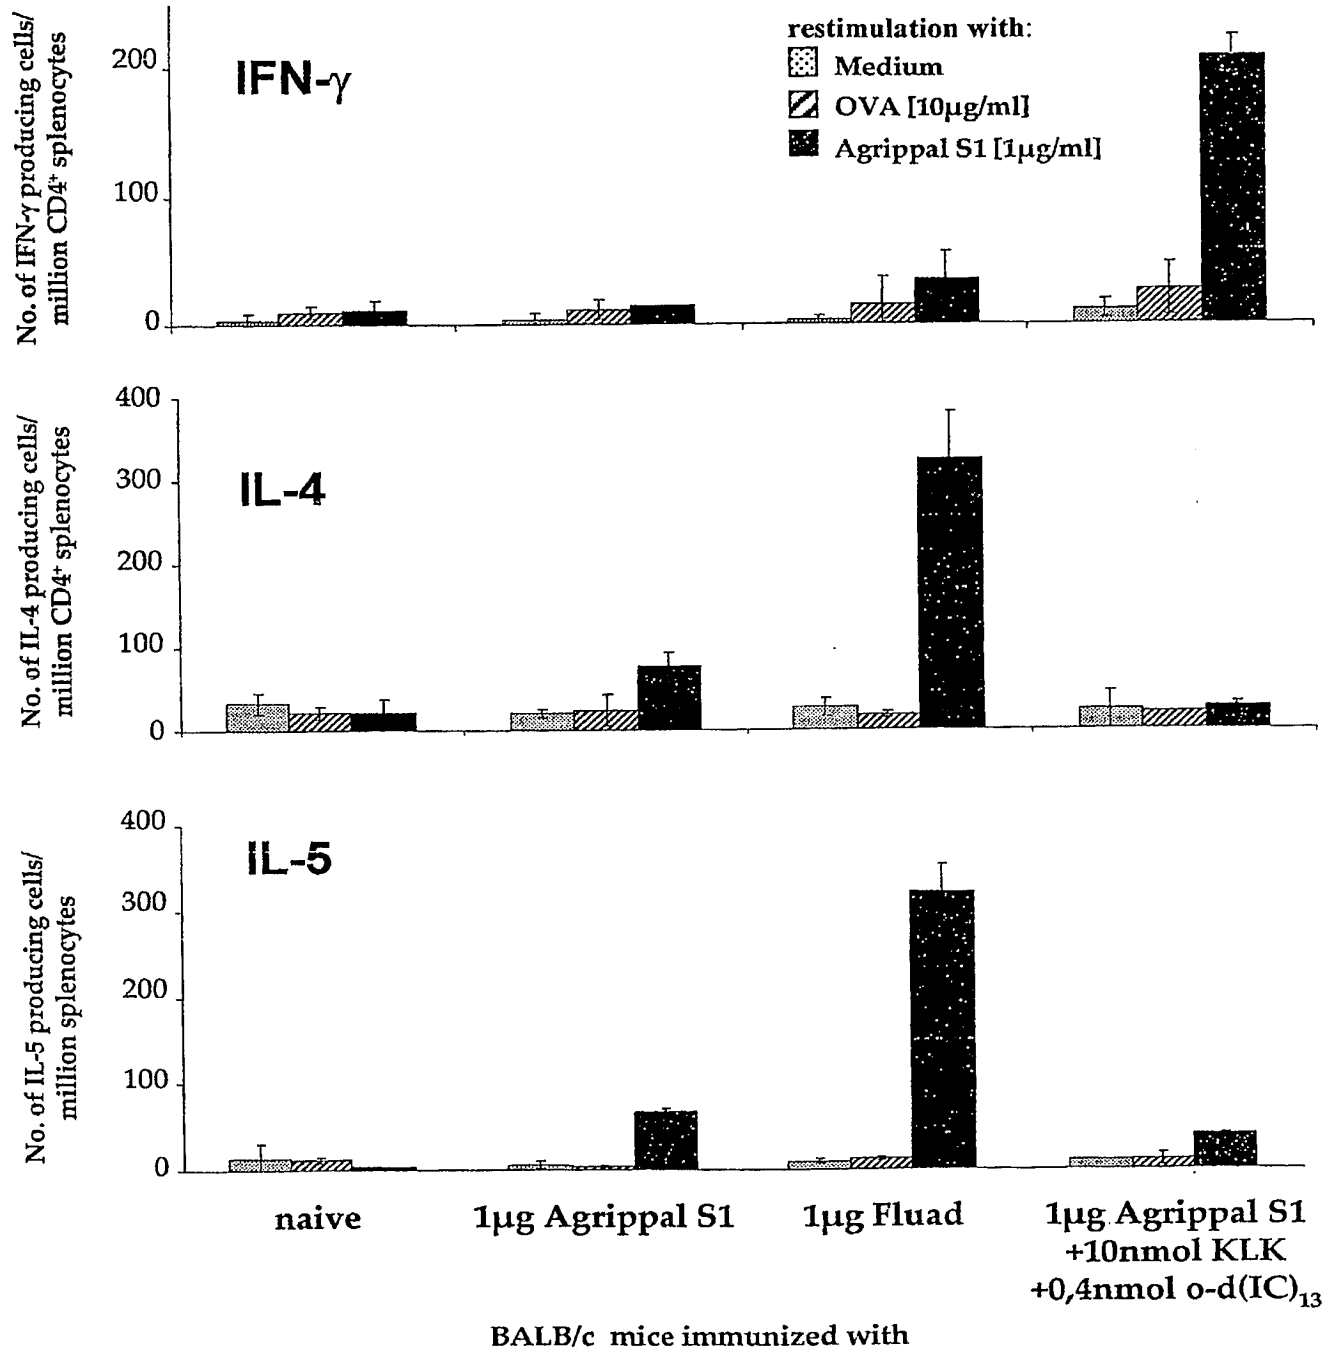 No. of IFN-γ producing cells/
million CD4⁺ splenocytes
200
100
0
IFN-γ
restimulation with:
Medium
OVA [10µg/ml]
Agrippal S1 [1µg/ml]
No. of IL-4 producing cells/
million CD4⁺ splenocytes
400
300
200
100
0
IL-4
No. of IL-5 producing cells/
million splenocytes
400
300
200
100
0
IL-5
naive
1µg Agrippal S1
1µg Fluad
1µg Agrippal S1
+10nmol KLK
+0,4nmol o-d(IC)₁₃
BALB/c mice immunized with